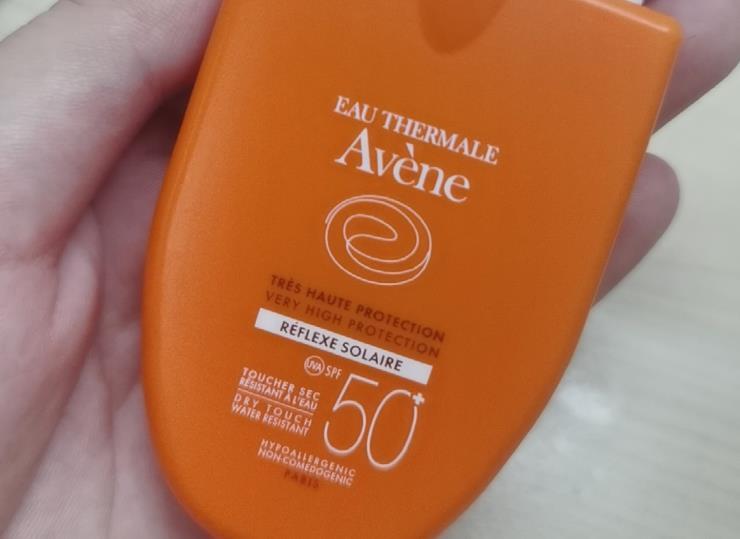 EAU THERMALE
Avène
TRÈS HAUTE PROTECTION
VERY HIGH PROTECTION
RÉFLEXE SOLAIRE
UVA SPF
50+
TOUCHER SEC
RÉSISTANT À L'EAU
DRY TOUCH
WATER RESISTANT
HYPOALLERGENIC
NON-COMEDOGENIC
PARIS